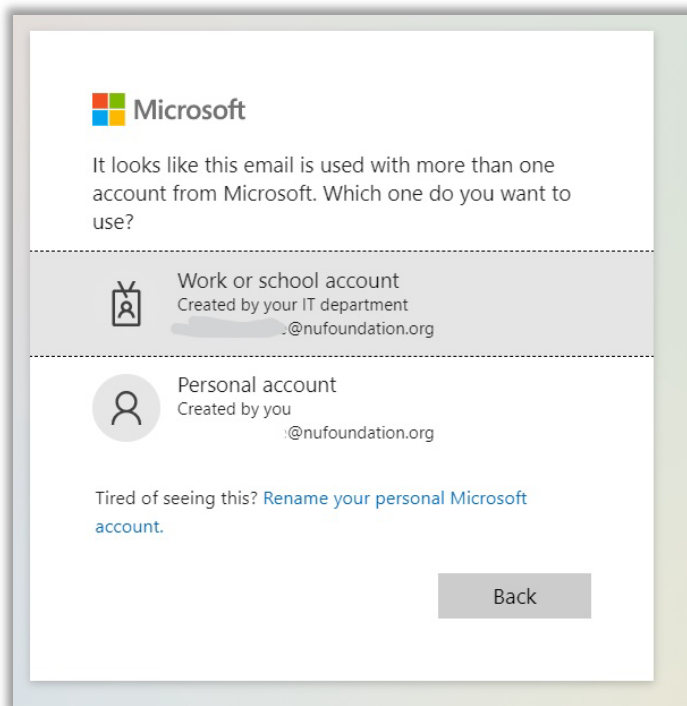 Microsoft
It looks like this email is used with more than one
account from Microsoft. Which one do you want to
use?
Work or school account
Created by your IT department
@nufoundation.org
Personal account
Created by you
@nufoundation.org
Tired of seeing this? Rename your personal Microsoft
account.
Back